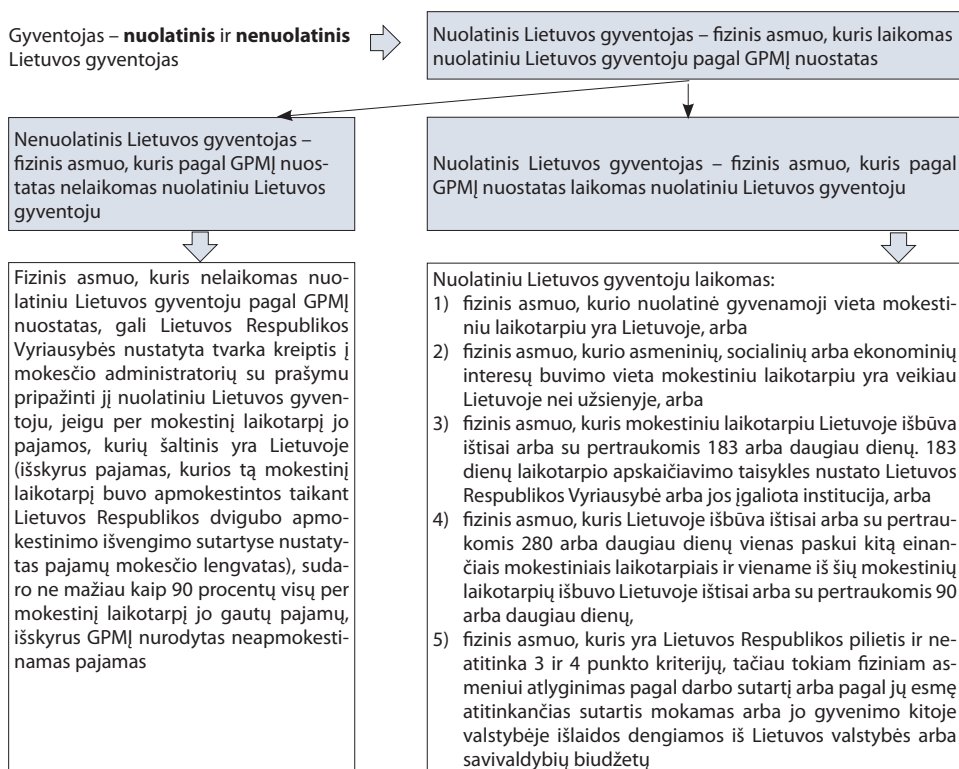 Gyventojas – nuolatinis ir nenuolatinis
Lietuvos gyventojas
Nuolatinis Lietuvos gyventojas – fizinis asmuo, kuris laikomas
nuolatiniu Lietuvos gyventoju pagal GPMĮ nuostatas
Nenuolatinis Lietuvos gyventojas –
fizinis asmuo, kuris pagal GPMĮ nuos-
tatas nelaikomas nuolatiniu Lietuvos
gyventoju
Nuolatinis Lietuvos gyventojas – fizinis asmuo, kuris pagal
GPMĮ nuostatas laikomas nuolatiniu Lietuvos gyventoju
Fizinis asmuo, kuris nelaikomas nuo-
latiniu Lietuvos gyventoju pagal GPMĮ
nuostatas, gali Lietuvos Respublikos
Vyriausybės nustatyta tvarka kreiptis į
mokesčio administratorių su prašymu
pripažinti jį nuolatiniu Lietuvos gyven-
toju, jeigu per mokestinį laikotarpį jo
pajamos, kurių šaltinis yra Lietuvoje
(išskyrus pajamas, kurios tą mokestinį
laikotarpį buvo apmokestintos taikant
Lietuvos Respublikos dvigubo apmo-
kestinimo išvengimo sutartyse nustaty-
tas pajamų mokesčio lengvatas), suda-
ro ne mažiau kaip 90 procentų visų per
mokestinį laikotarpį jo gautų pajamų,
išskyrus GPMĮ nurodytas neapmokesti-
namas pajamas
Nuolatiniu Lietuvos gyventoju laikomas:
1) fizinis asmuo, kurio nuolatinė gyvenamoji vieta mokesti-
niu laikotarpiu yra Lietuvoje, arba
2) fizinis asmuo, kurio asmeninių, socialinių arba ekonominių
interesų buvimo vieta mokestiniu laikotarpiu yra veikiau
Lietuvoje nei užsienyje, arba
3) fizinis asmuo, kuris mokestiniu laikotarpiu Lietuvoje išbūva
ištisai arba su pertraukomis 183 arba daugiau dienų. 183
dienų laikotarpio apskaičiavimo taisykles nustato Lietuvos
Respublikos Vyriausybė arba jos įgaliota institucija, arba
4) fizinis asmuo, kuris Lietuvoje išbūva ištisai arba su pertrau-
komis 280 arba daugiau dienų vienas paskui kitą einan-
čiais mokestiniais laikotarpiais ir viename iš šių mokestinių
laikotarpių išbuvo Lietuvoje ištisai arba su pertraukomis 90
arba daugiau dienų,
5) fizinis asmuo, kuris yra Lietuvos Respublikos pilietis ir ne-
atitinka 3 ir 4 punkto kriterijų, tačiau tokiam fiziniam as-
meniui atlyginimas pagal darbo sutartį arba pagal jų esmę
atitinkančias sutartis mokamas arba jo gyvenimo kitoje
valstybėje išlaidos dengiamos iš Lietuvos valstybės arba
savivaldybių biudžetų